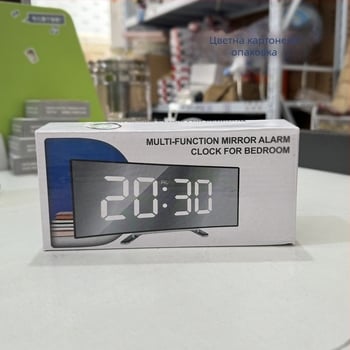 Цветна картонена
опаковка
MULTI-FUNCTION MIRROR ALARM
CLOCK FOR BEDROOM
20:30